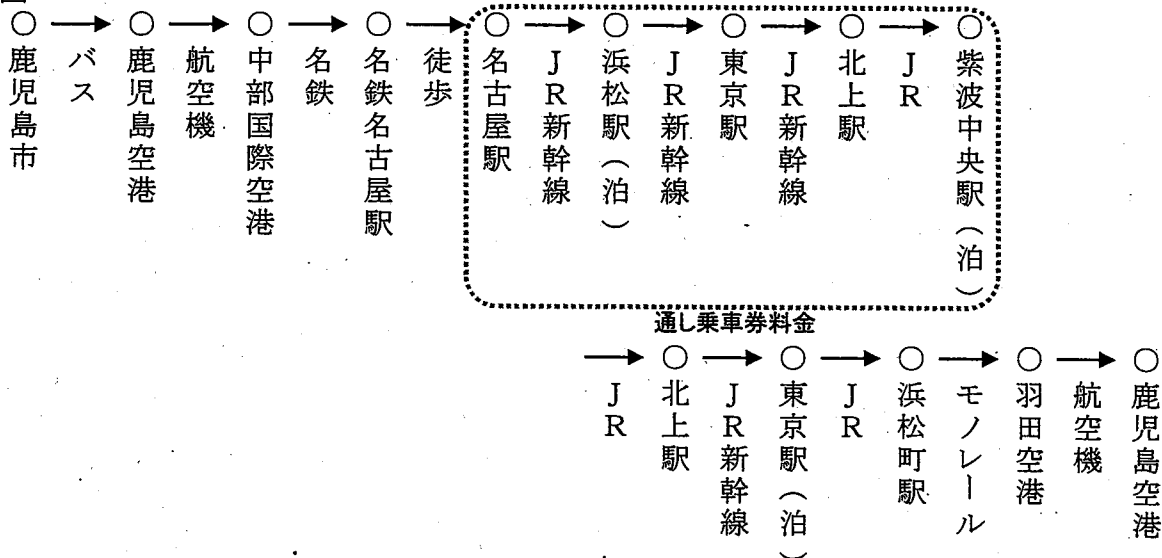 ○→○→○→○→○→○→○→○→○
鹿児島市
バス
鹿児島空港
航空機
中部国際空港
名鉄
名鉄名古屋駅
徒歩
名古屋駅
JR新幹線
浜松駅（泊）
JR新幹線
東京駅
JR新幹線
北上駅
JR
紫波中央駅（泊）
通し乗車券料金
→○→○→○→○→○
JR
北上駅
JR新幹線
東京駅（泊）
JR
浜松町駅
モノレール
羽田空港
航空機
鹿児島空港